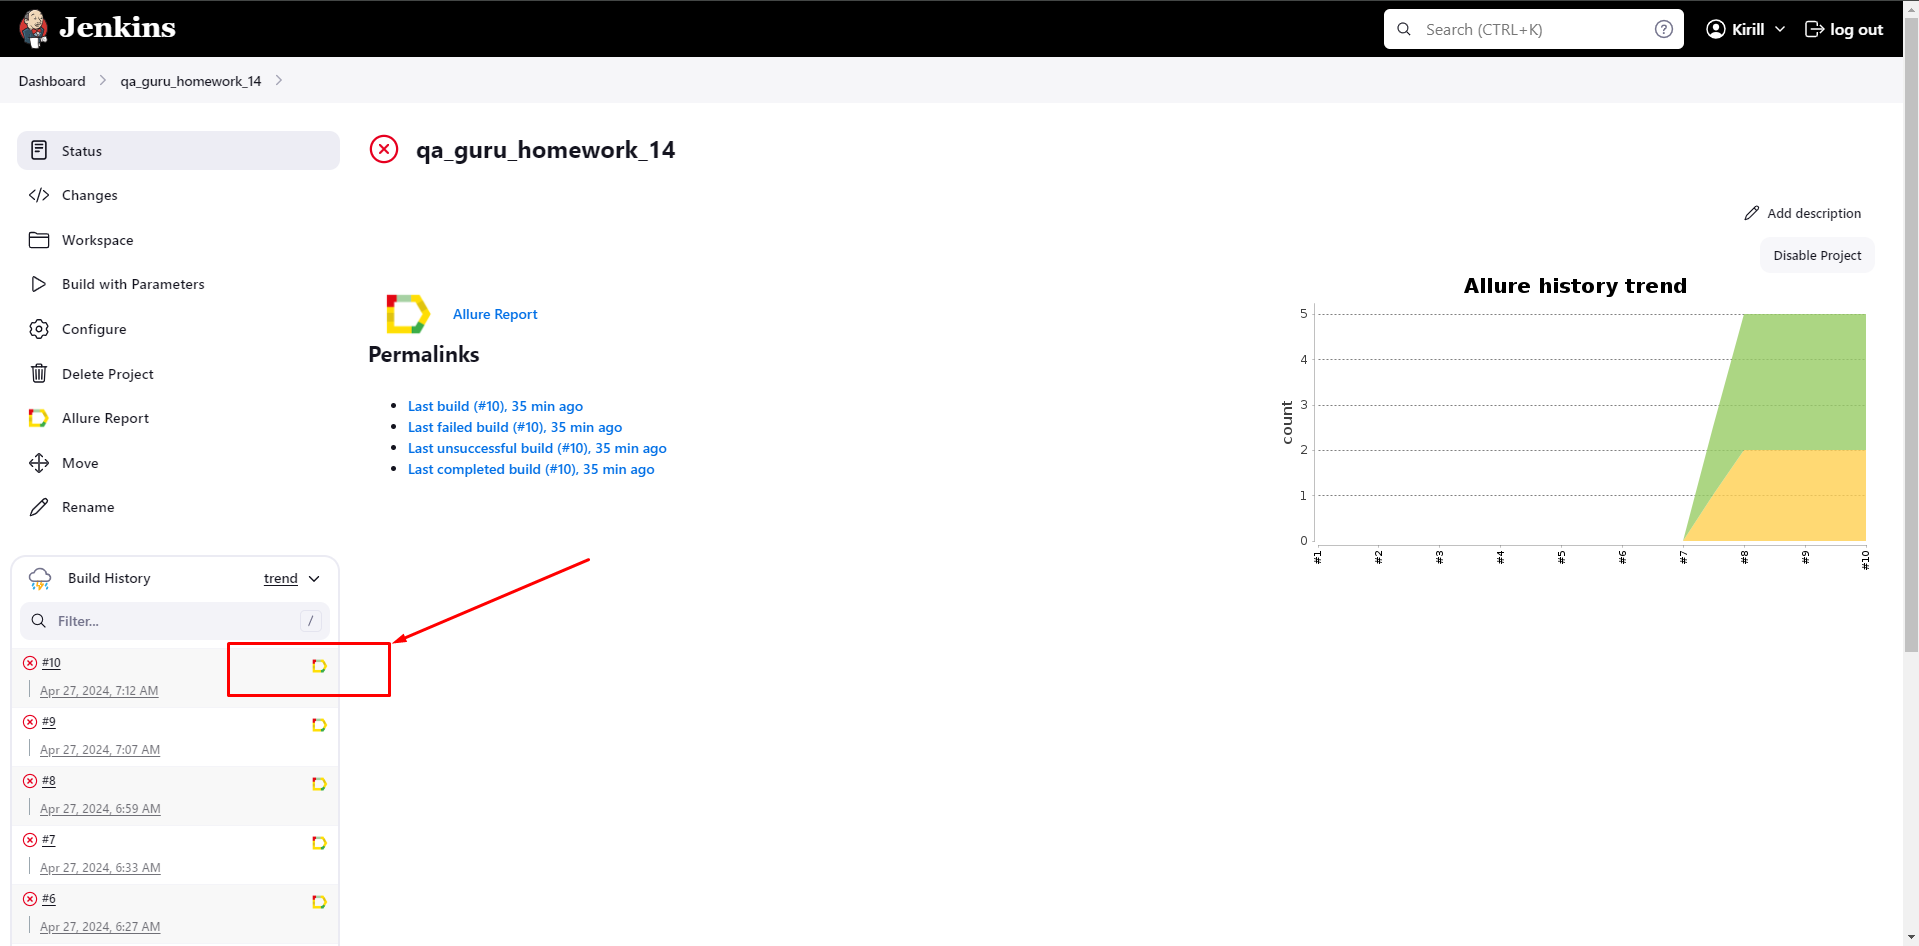 Jenkins
Search (CTRL+K)
Kirill
log out
Dashboard
qa_guru_homework_14
Status
Changes
Workspace
Build with Parameters
Configure
Delete Project
Allure Report
Move
Rename
Build History
trend
Filter...
/
#10
Apr 27, 2024, 7:12 AM
#9
Apr 27, 2024, 7:07 AM
#8
Apr 27, 2024, 6:59 AM
#7
Apr 27, 2024, 6:33 AM
#6
Apr 27, 2024, 6:27 AM
qa_guru_homework_14
Add description
Disable Project
Allure Report
Permalinks
Last build (#10), 35 min ago
Last failed build (#10), 35 min ago
Last unsuccessful build (#10), 35 min ago
Last completed build (#10), 35 min ago
Allure history trend
count
5
4
3
2
1
0
#1
#2
#3
#4
#5
#6
#7
#8
#9
#10